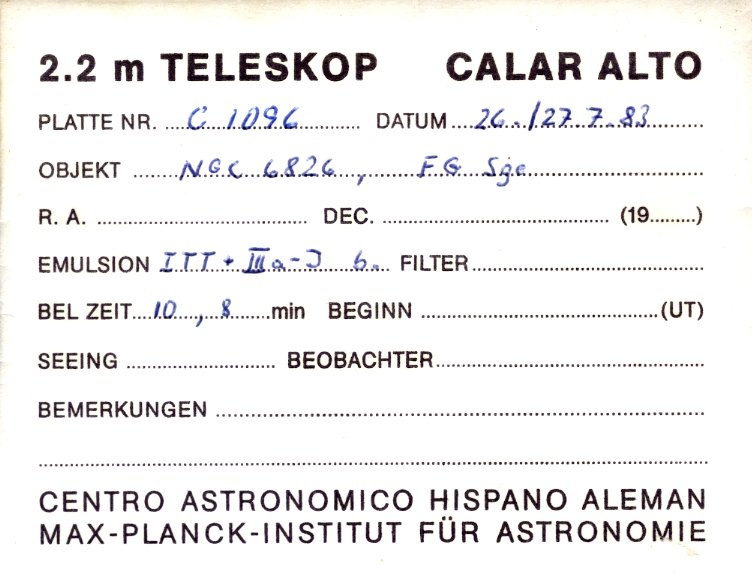 2.2 m TELESKOP CALAR ALTO
PLATTE NR. C 1096 DATUM 26./27.7.83
OBJEKT NGC 6826, FG Sge
R. A. DEC. (19 )
EMULSION ITT + IIIa-J b. FILTER
BEL ZEIT 10, 8 min BEGINN (UT)
SEEING BEOBACHTER
BEMERKUNGEN
CENTRO ASTRONOMICO HISPANO ALEMAN
MAX-PLANCK-INSTITUT FÜR ASTRONOMIE